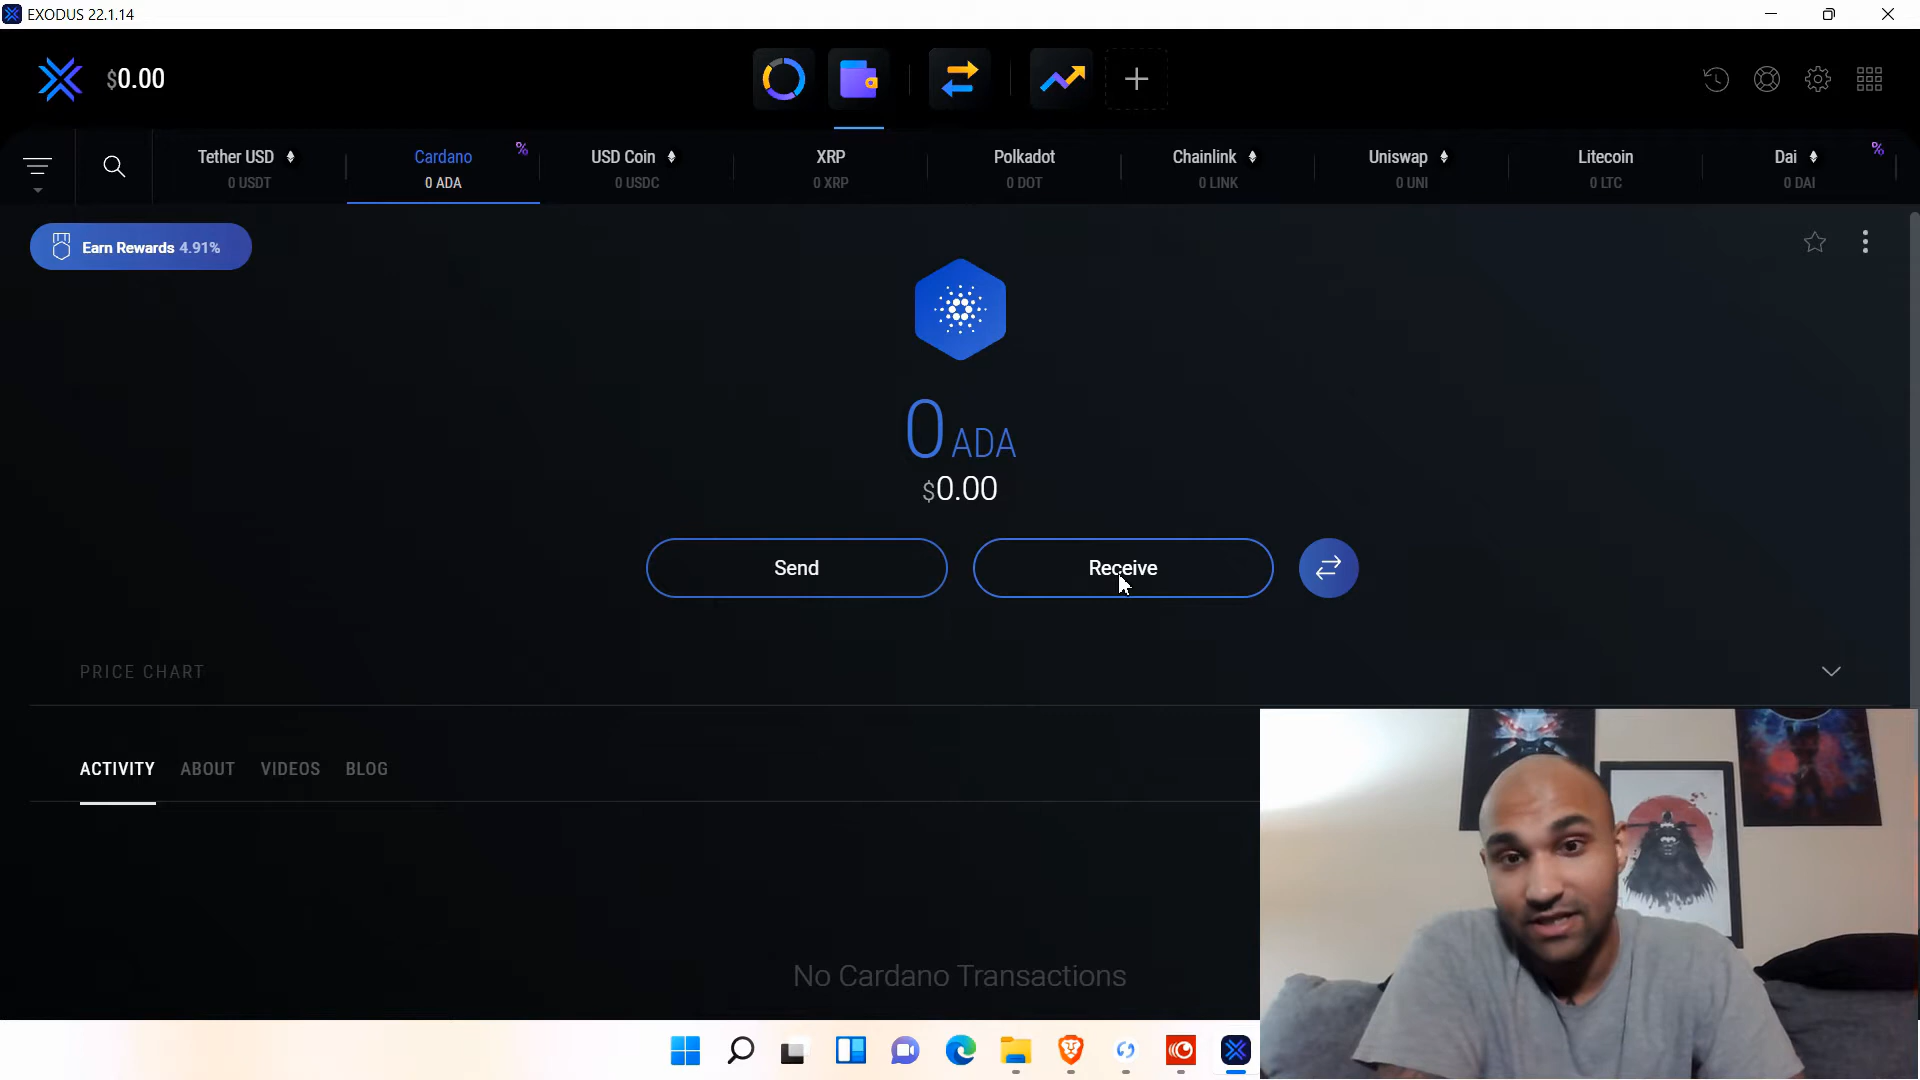 EXODUS 22.1.14
$0.00
Tether USD
0 USDT
Cardano
0 ADA
%
USD Coin
0 USDC
XRP
0 XRP
Polkadot
0 DOT
Chainlink
0 LINK
Uniswap
0 UNI
Litecoin
0 LTC
Dai
0 DAI
%
Earn Rewards 4.91%
0 ADA
$0.00
Send
Receive
PRICE CHART
ACTIVITY ABOUT VIDEOS BLOG
No Cardano Transactions